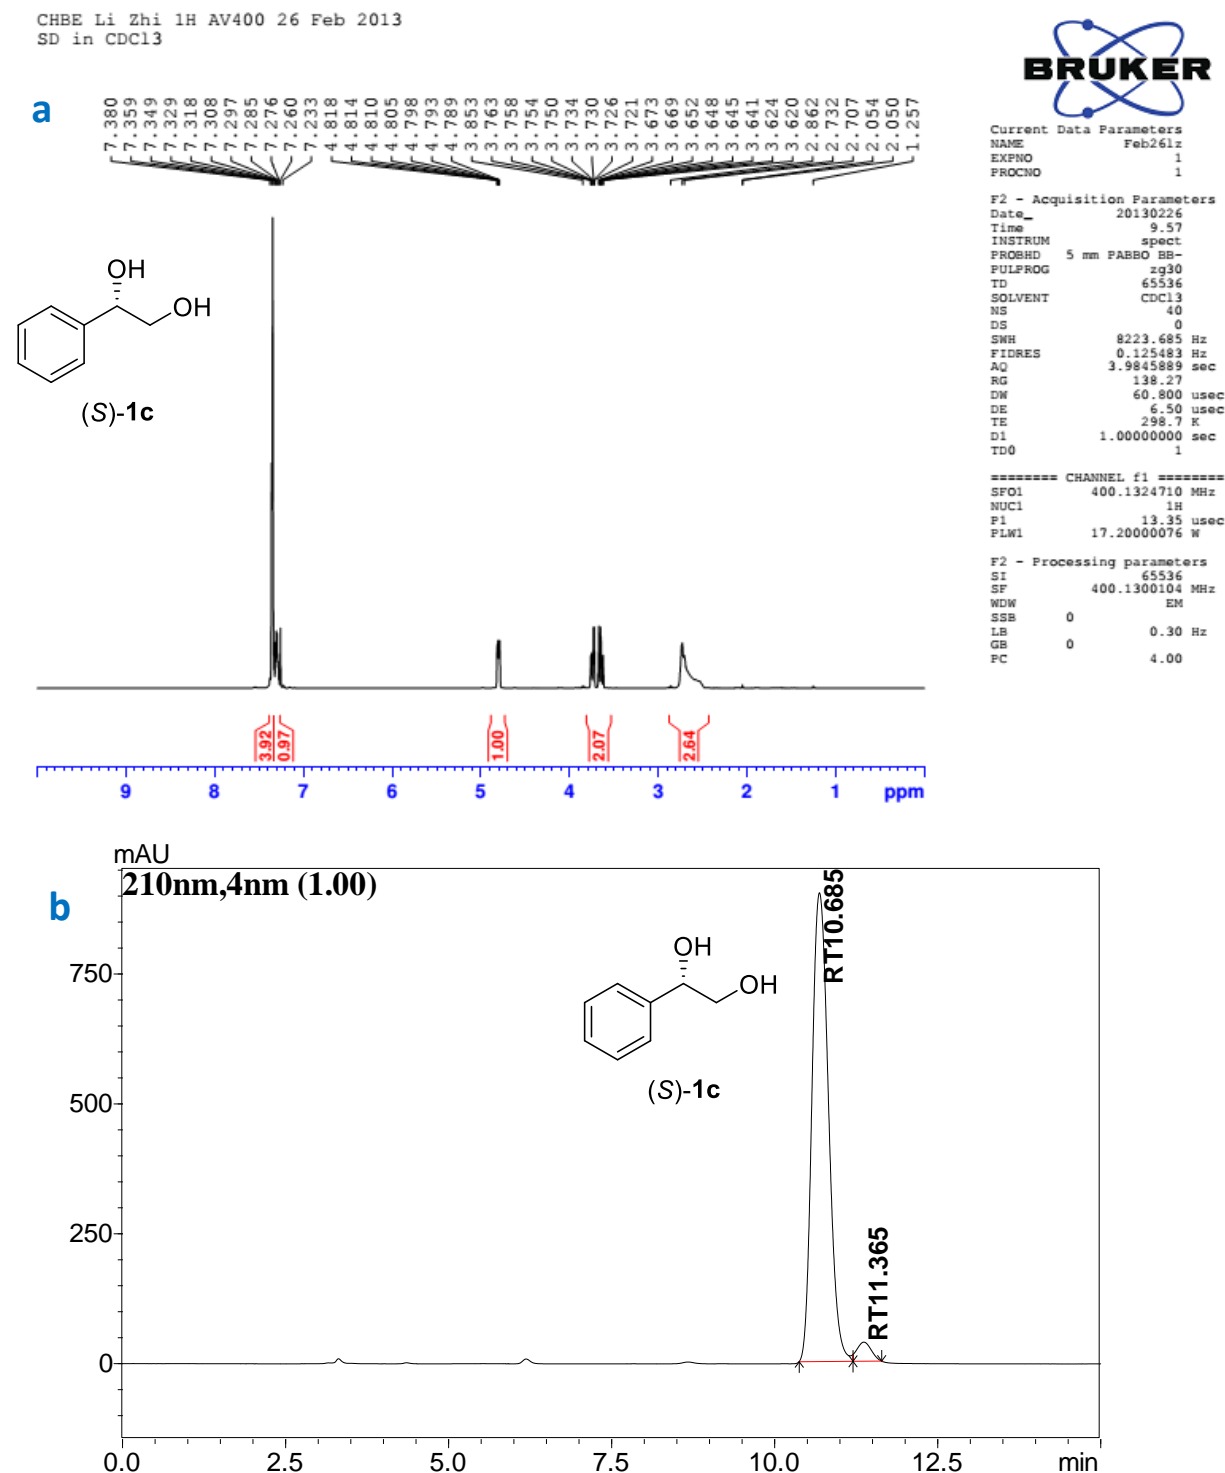 CHBE Li Zhi 1H AV400 26 Feb 2013
SD in CDCl3
BRUKER
a
7.380
7.359
7.349
7.329
7.318
7.308
7.297
7.285
7.276
7.260
7.233
4.818
4.814
4.810
4.805
4.798
4.793
4.789
3.853
3.763
3.758
3.754
3.750
3.734
3.730
3.726
3.721
3.673
3.669
3.652
3.648
3.645
3.641
3.624
3.620
2.862
2.732
2.707
2.054
2.050
1.257
Current Data Parameters
NAME Feb26lz
EXPNO 1
PROCNO 1
F2 - Acquisition Parameters
Date_ 20130226
Time 9.57
INSTRUM spect
PROBHD 5 mm PABBO BB-
PULPROG zg30
TD 65536
SOLVENT CDCl3
NS 40
DS 0
SWH 8223.685 Hz
FIDRES 0.125483 Hz
AQ 3.9845889 sec
RG 138.27
DW 60.800 usec
DE 6.50 usec
TE 298.7 K
D1 1.00000000 sec
TD0 1
======== CHANNEL f1 ========
SFO1 400.1324710 MHz
NUC1 1H
P1 13.35 usec
PLW1 17.20000076 W
F2 - Processing parameters
SI 65536
SF 400.1300104 MHz
WDW EM
SSB 0
LB 0.30 Hz
GB 0
PC 4.00
OH
OH
(S)-1c
3.92
0.97
1.00
2.07
2.64
9 8 7 6 5 4 3 2 1 ppm
mAU
b
210nm,4nm (1.00)
RT10.685
OH
OH
(S)-1c
RT11.365
750
500
250
0
0.0 2.5 5.0 7.5 10.0 12.5 min